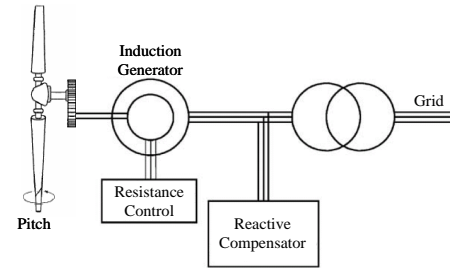 Induction
Generator
Grid
Resistance
Control
Reactive
Compensator
Pitch